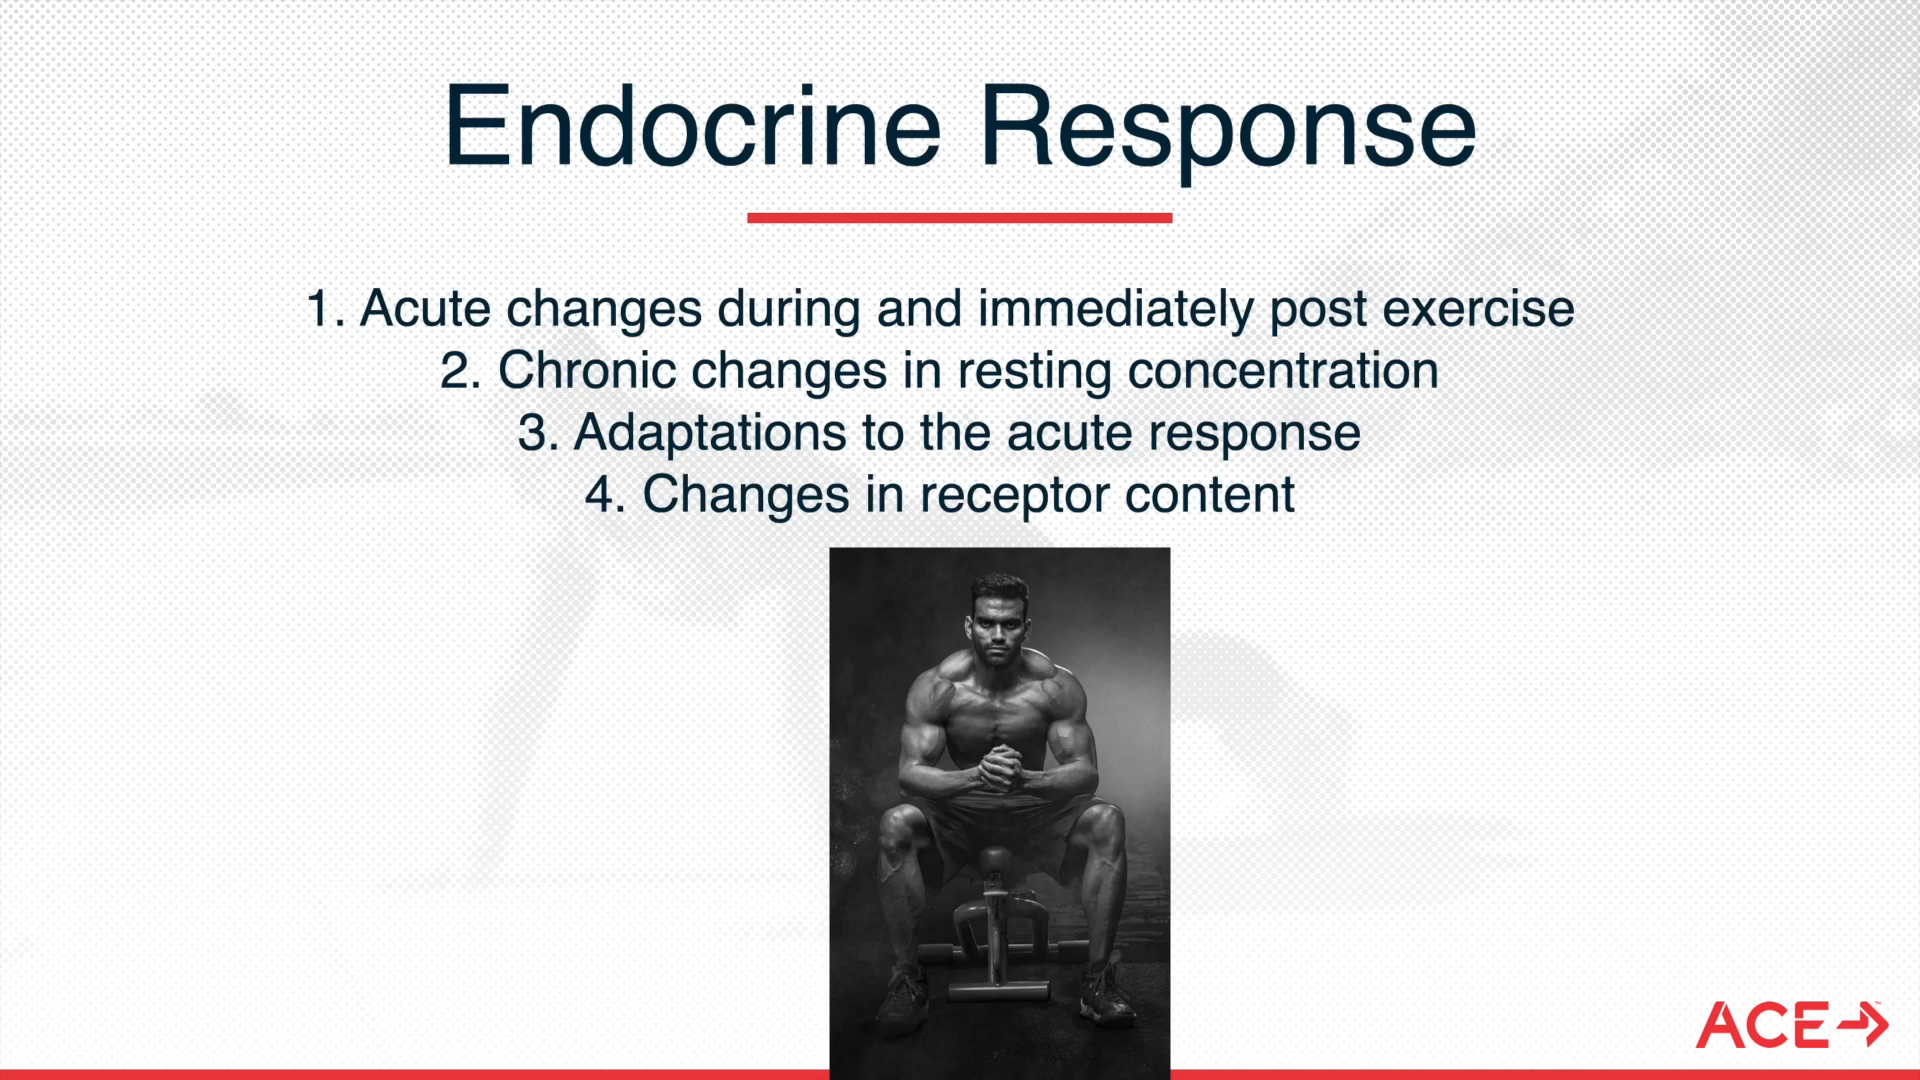 Endocrine Response
1. Acute changes during and immediately post exercise
2. Chronic changes in resting concentration
3. Adaptations to the acute response
4. Changes in receptor content
ACE